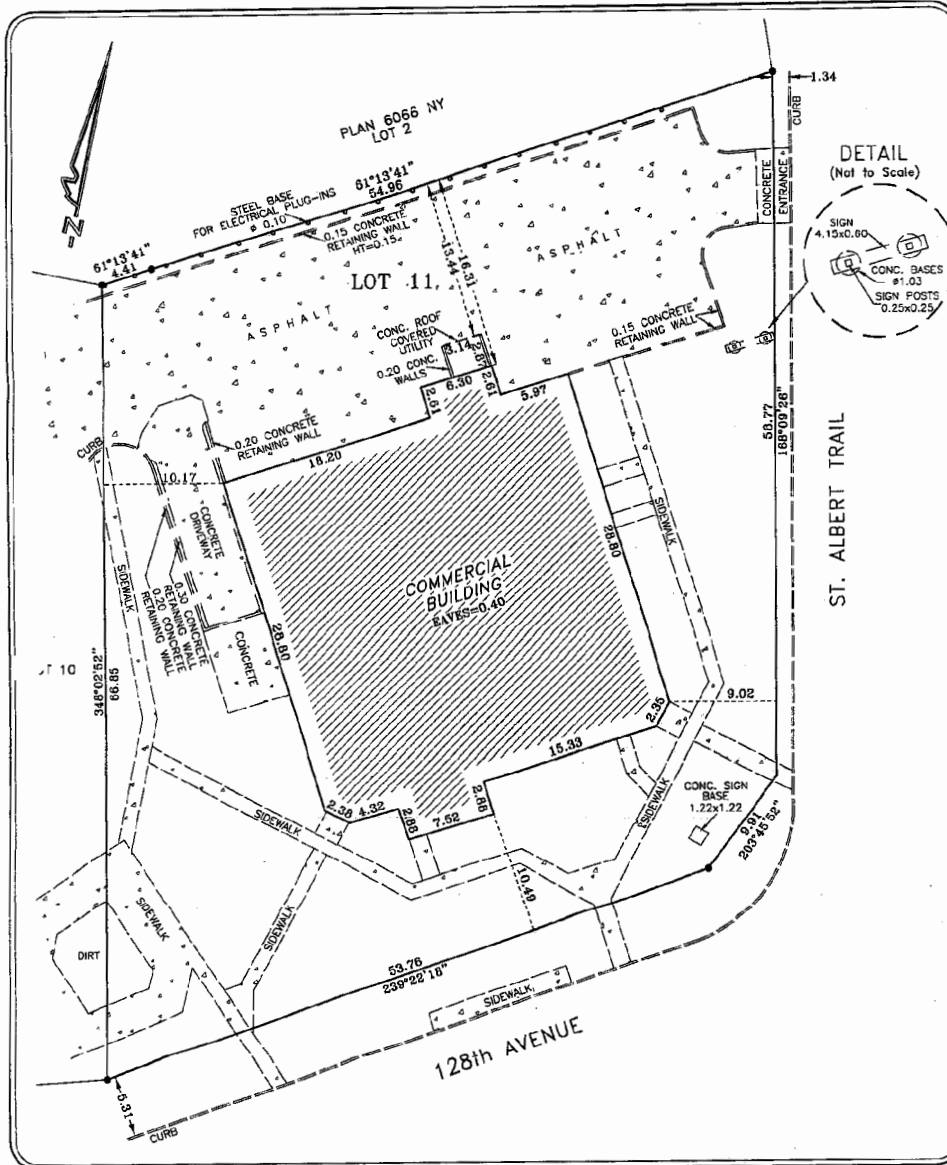 PLAN 6066 NY
LOT 2
1.34
CURB
DETAIL
(Not to Scale)
SIGN
4.15x0.60
CONC. BASES
ø1.03
SIGN POSTS
0.25x0.25
CONCRETE
ENTRANCE
-N-
61°13'41"
4.41
61°13'41"
54.96
STEEL BASE
FOR ELECTRICAL PLUG-INS
ø 0.10
0.15 CONCRETE
RETAINING WALL
HT=0.15
LOT 11,
13.44
16.31
ASPHALT
ASPHALT
CONC. ROOF
COVERED
UTILITY
3.14
2.87
0.20 CONC.
WALLS
6.30
2.61
2.61
5.97
0.15 CONCRETE
RETAINING WALL
58.77
168°09'26"
ST. ALBERT TRAIL
0.20 CONCRETE
RETAINING WALL
CURB
10.17
18.20
CONCRETE
DRIVEWAY
SIDEWALK
0.30 CONCRETE
RETAINING WALL
0.20 CONCRETE
RETAINING WALL
CONCRETE
28.80
COMMERCIAL
BUILDING
EAVES=0.40
28.80
SIDEWALK
10
348°02'52"
66.85
9.02
2.35
15.33
2.88
7.52
2.88
4.32
2.38
CONC. SIGN
BASE
1.22x1.22
9.91
203°45'52"
SIDEWALK
SIDEWALK
SIDEWALK
SIDEWALK
DIRT
10.49
53.76
239°22'18"
SIDEWALK
128th AVENUE
5.31
CURB